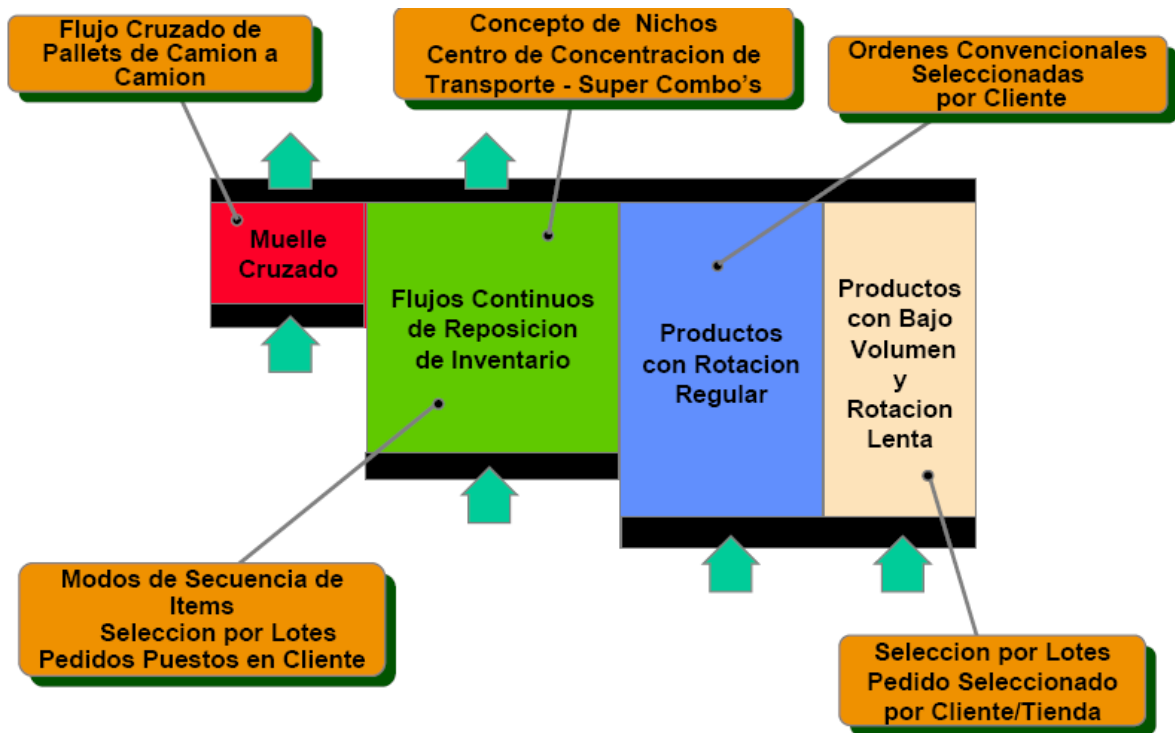 Flujo Cruzado de
Pallets de Camion a
Camion
Concepto de Nichos
Centro de Concentracion de
Transporte - Super Combo's
Ordenes Convencionales
Seleccionadas
por Cliente
Muelle
Cruzado
Flujos Continuos
de Reposicion
de Inventario
Productos
con Rotacion
Regular
Productos
con Bajo
Volumen
y
Rotacion
Lenta
Modos de Secuencia de
Items
Seleccion por Lotes
Pedidos Puestos en Cliente
Seleccion por Lotes
Pedido Seleccionado
por Cliente/Tienda